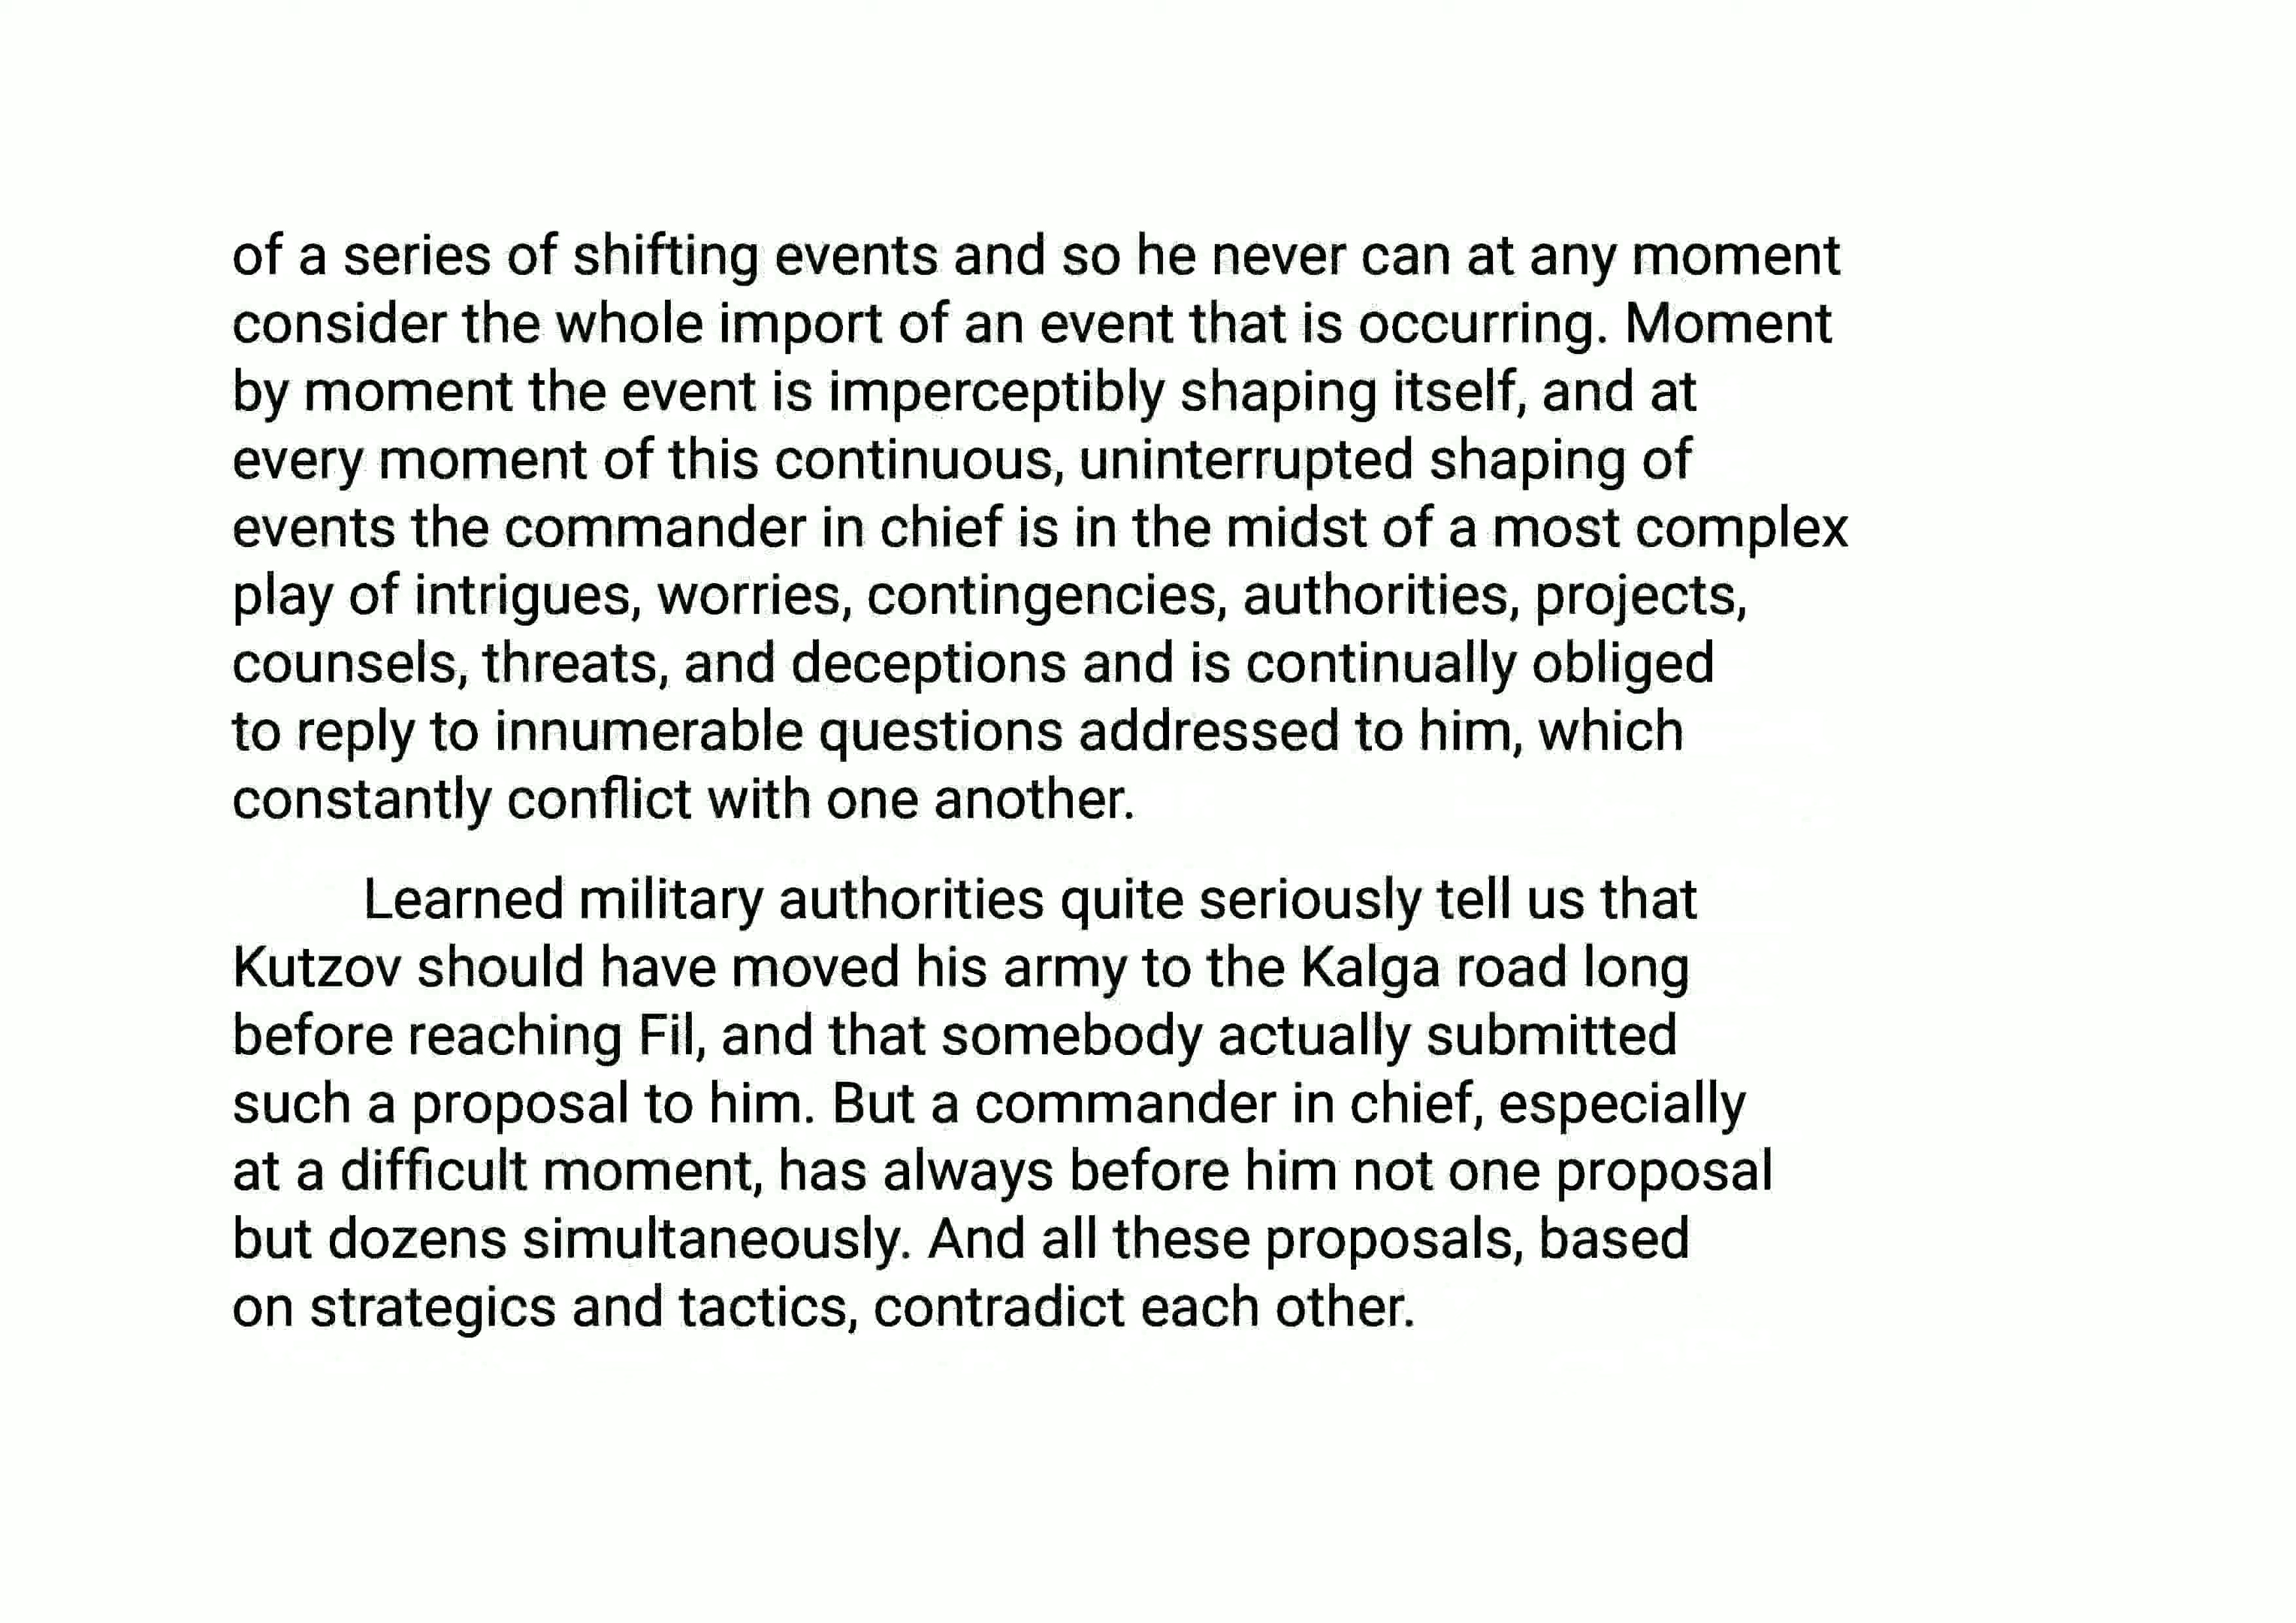 of a series of shifting events and so he never can at any moment
consider the whole import of an event that is occurring. Moment
by moment the event is imperceptibly shaping itself, and at
every moment of this continuous, uninterrupted shaping of
events the commander in chief is in the midst of a most complex
play of intrigues, worries, contingencies, authorities, projects,
counsels, threats, and deceptions and is continually obliged
to reply to innumerable questions addressed to him, which
constantly conflict with one another.
Learned military authorities quite seriously tell us that
Kutzov should have moved his army to the Kalga road long
before reaching Fil, and that somebody actually submitted
such a proposal to him. But a commander in chief, especially
at a difficult moment, has always before him not one proposal
but dozens simultaneously. And all these proposals, based
on strategics and tactics, contradict each other.